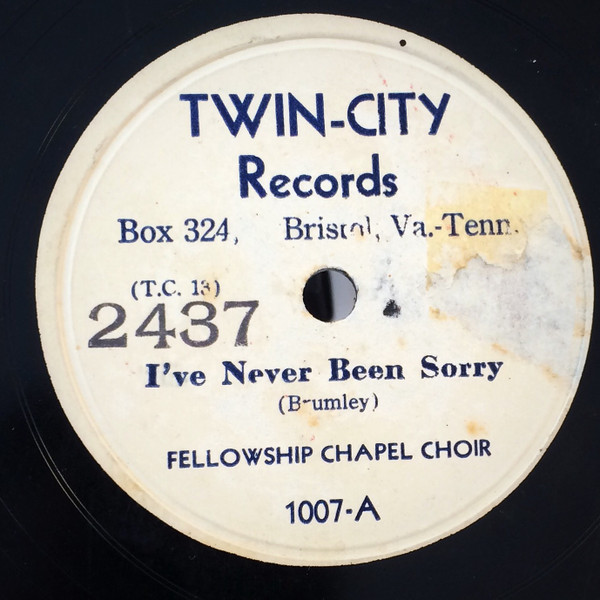 TWIN-CITY
Records
Box 324, Bristol, Va.-Tenn.
(T.C. 13)
2437
I've Never Been Sorry
(Brumley)
FELLOWSHIP CHAPEL CHOIR
1007-A